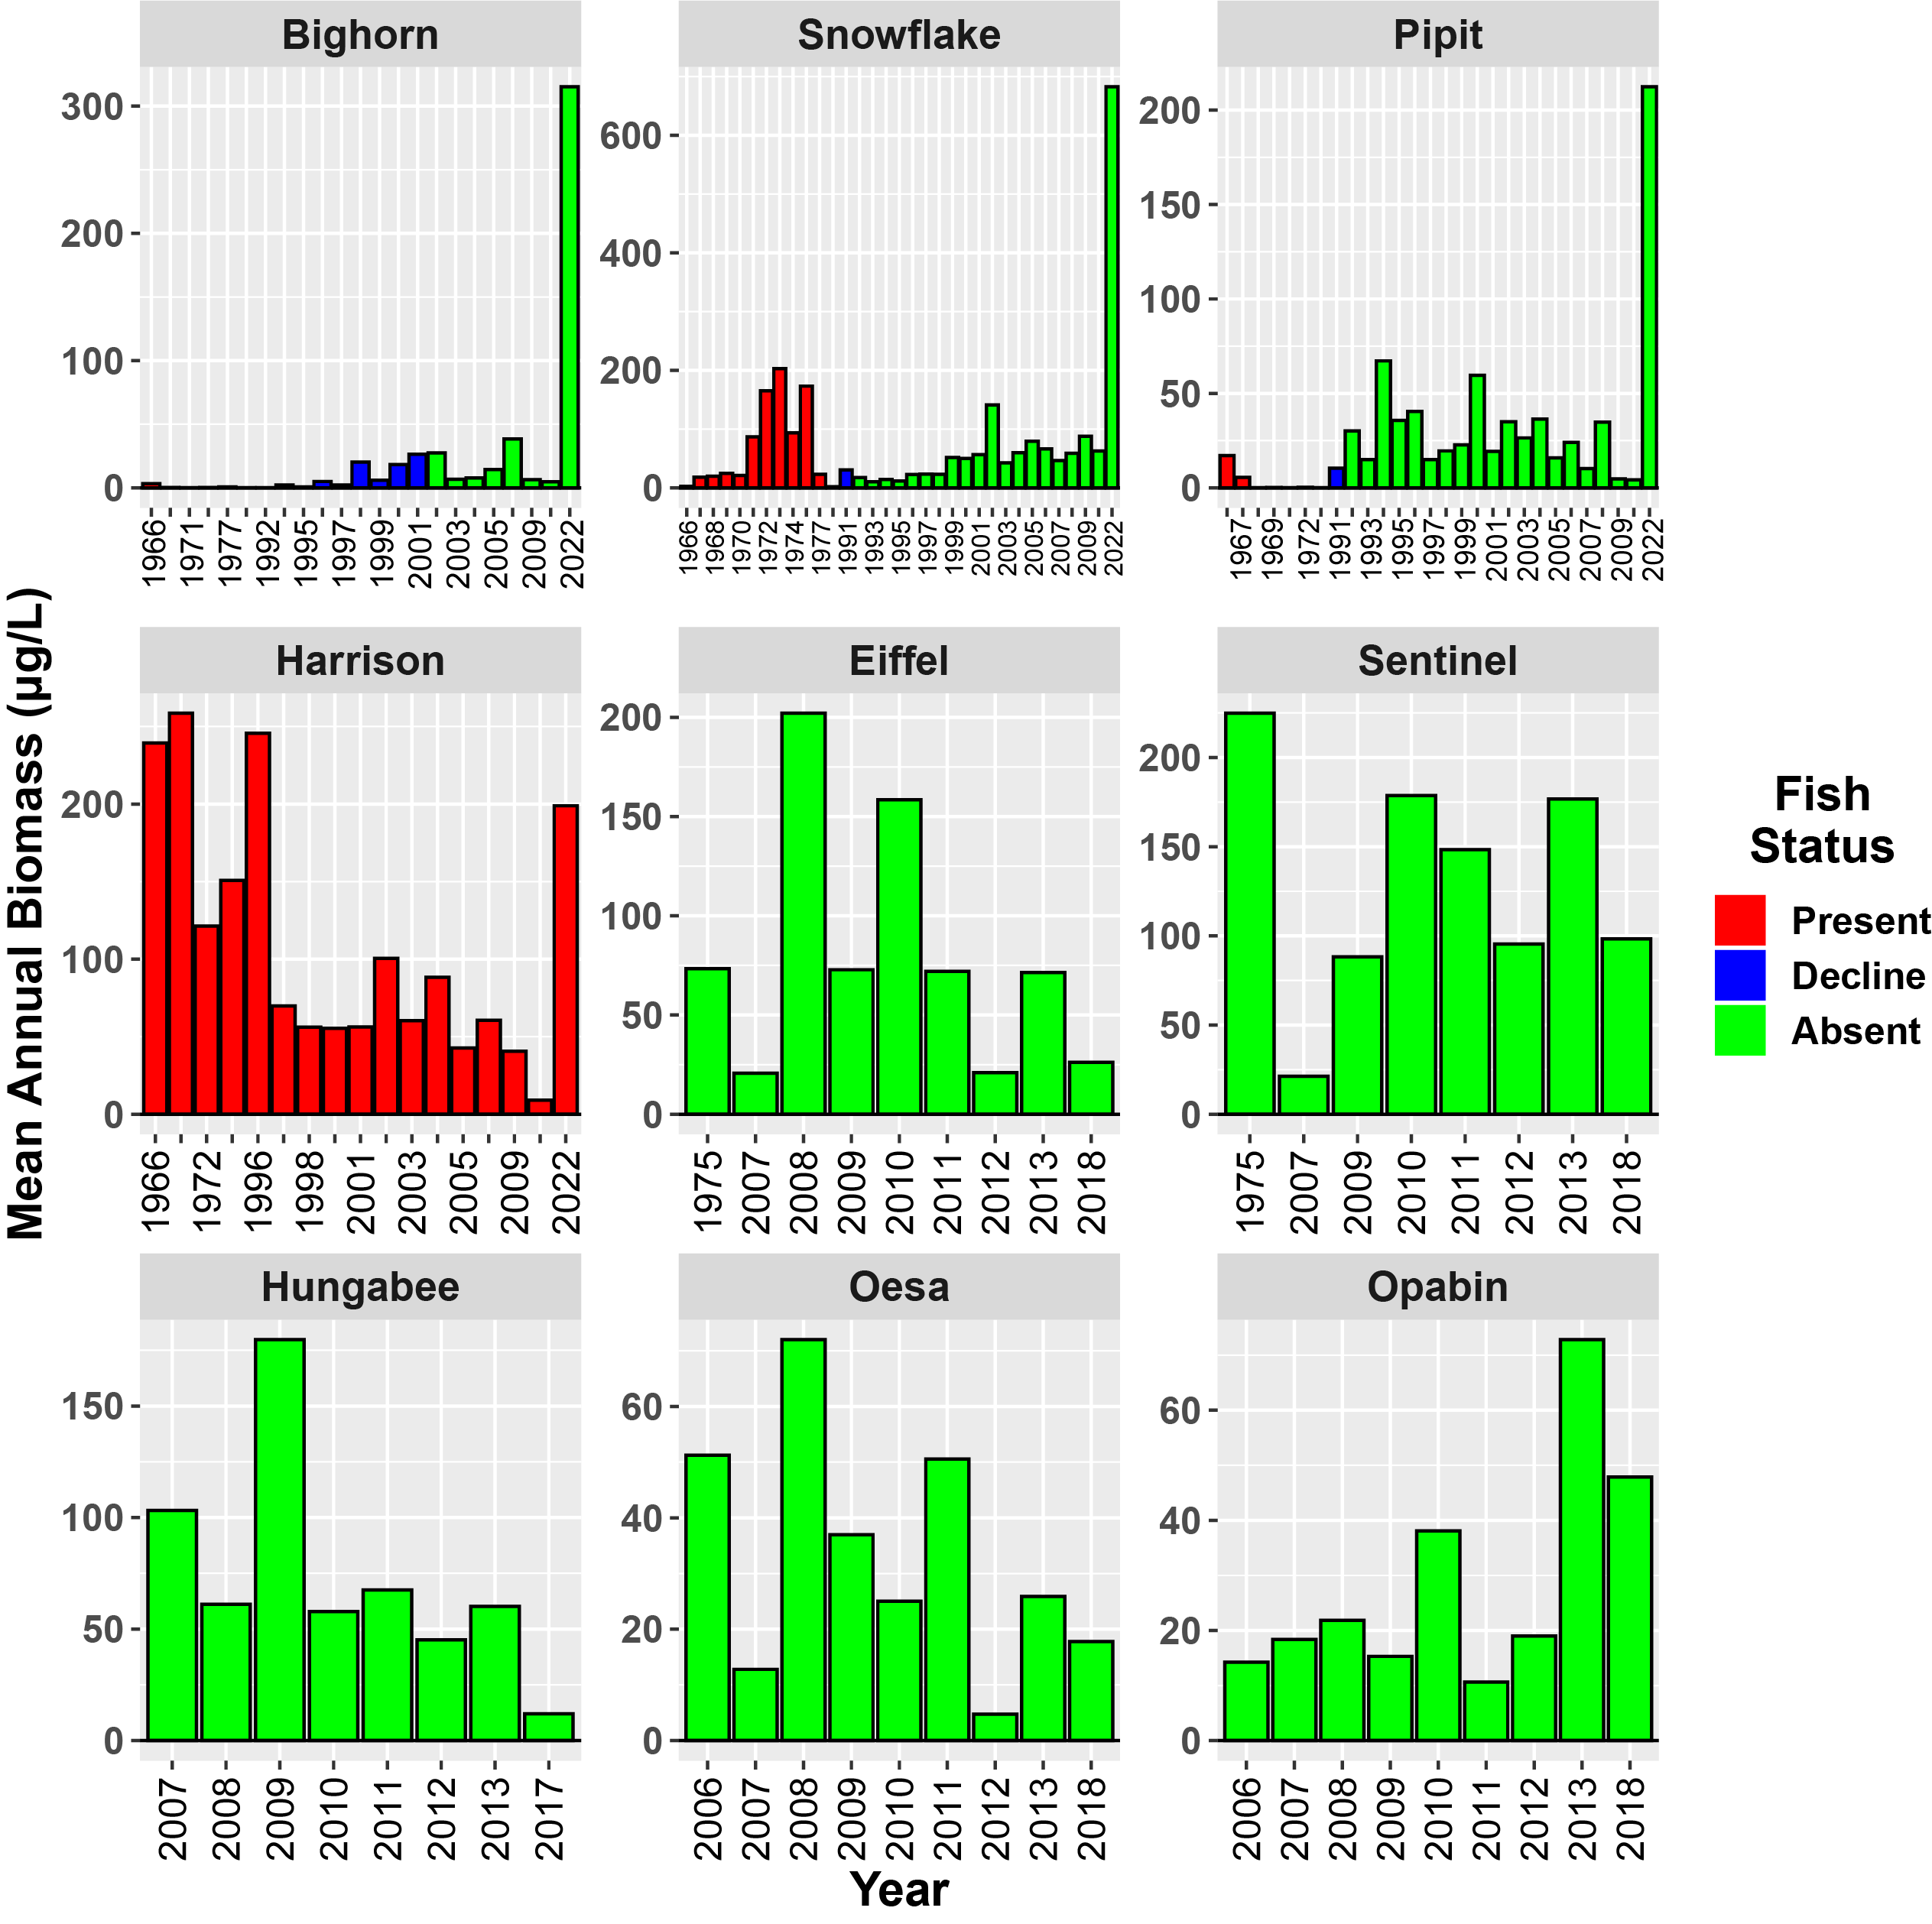 Bighorn
Snowflake
Pipit
300
200
100
0
600
400
200
0
200
150
100
50
0
1966 1971 1977 1992 1995 1997 1999 2001 2003 2005 2009 2022
1966 1968 1970 1972 1974 1977 1991 1993 1995 1997 1999 2001 2003 2005 2007 2009 2022
1967 1969 1972 1991 1993 1995 1997 1999 2001 2003 2005 2007 2009 2022
Mean Annual Biomass (µg/L)
Harrison
Eiffel
Sentinel
200
100
0
200
150
100
50
0
200
150
100
50
0
1966 1972 1996 1998 2001 2003 2005 2009 2022
1975 2007 2008 2009 2010 2011 2012 2013 2018
1975 2007 2009 2010 2011 2012 2013 2018
Fish
Status
Present
Decline
Absent
Hungabee
Oesa
Opabin
150
100
50
0
60
40
20
0
60
40
20
0
2007 2008 2009 2010 2011 2012 2013 2017
2006 2007 2008 2009 2010 2011 2012 2013 2018
2006 2007 2008 2009 2010 2011 2012 2013 2018
Year